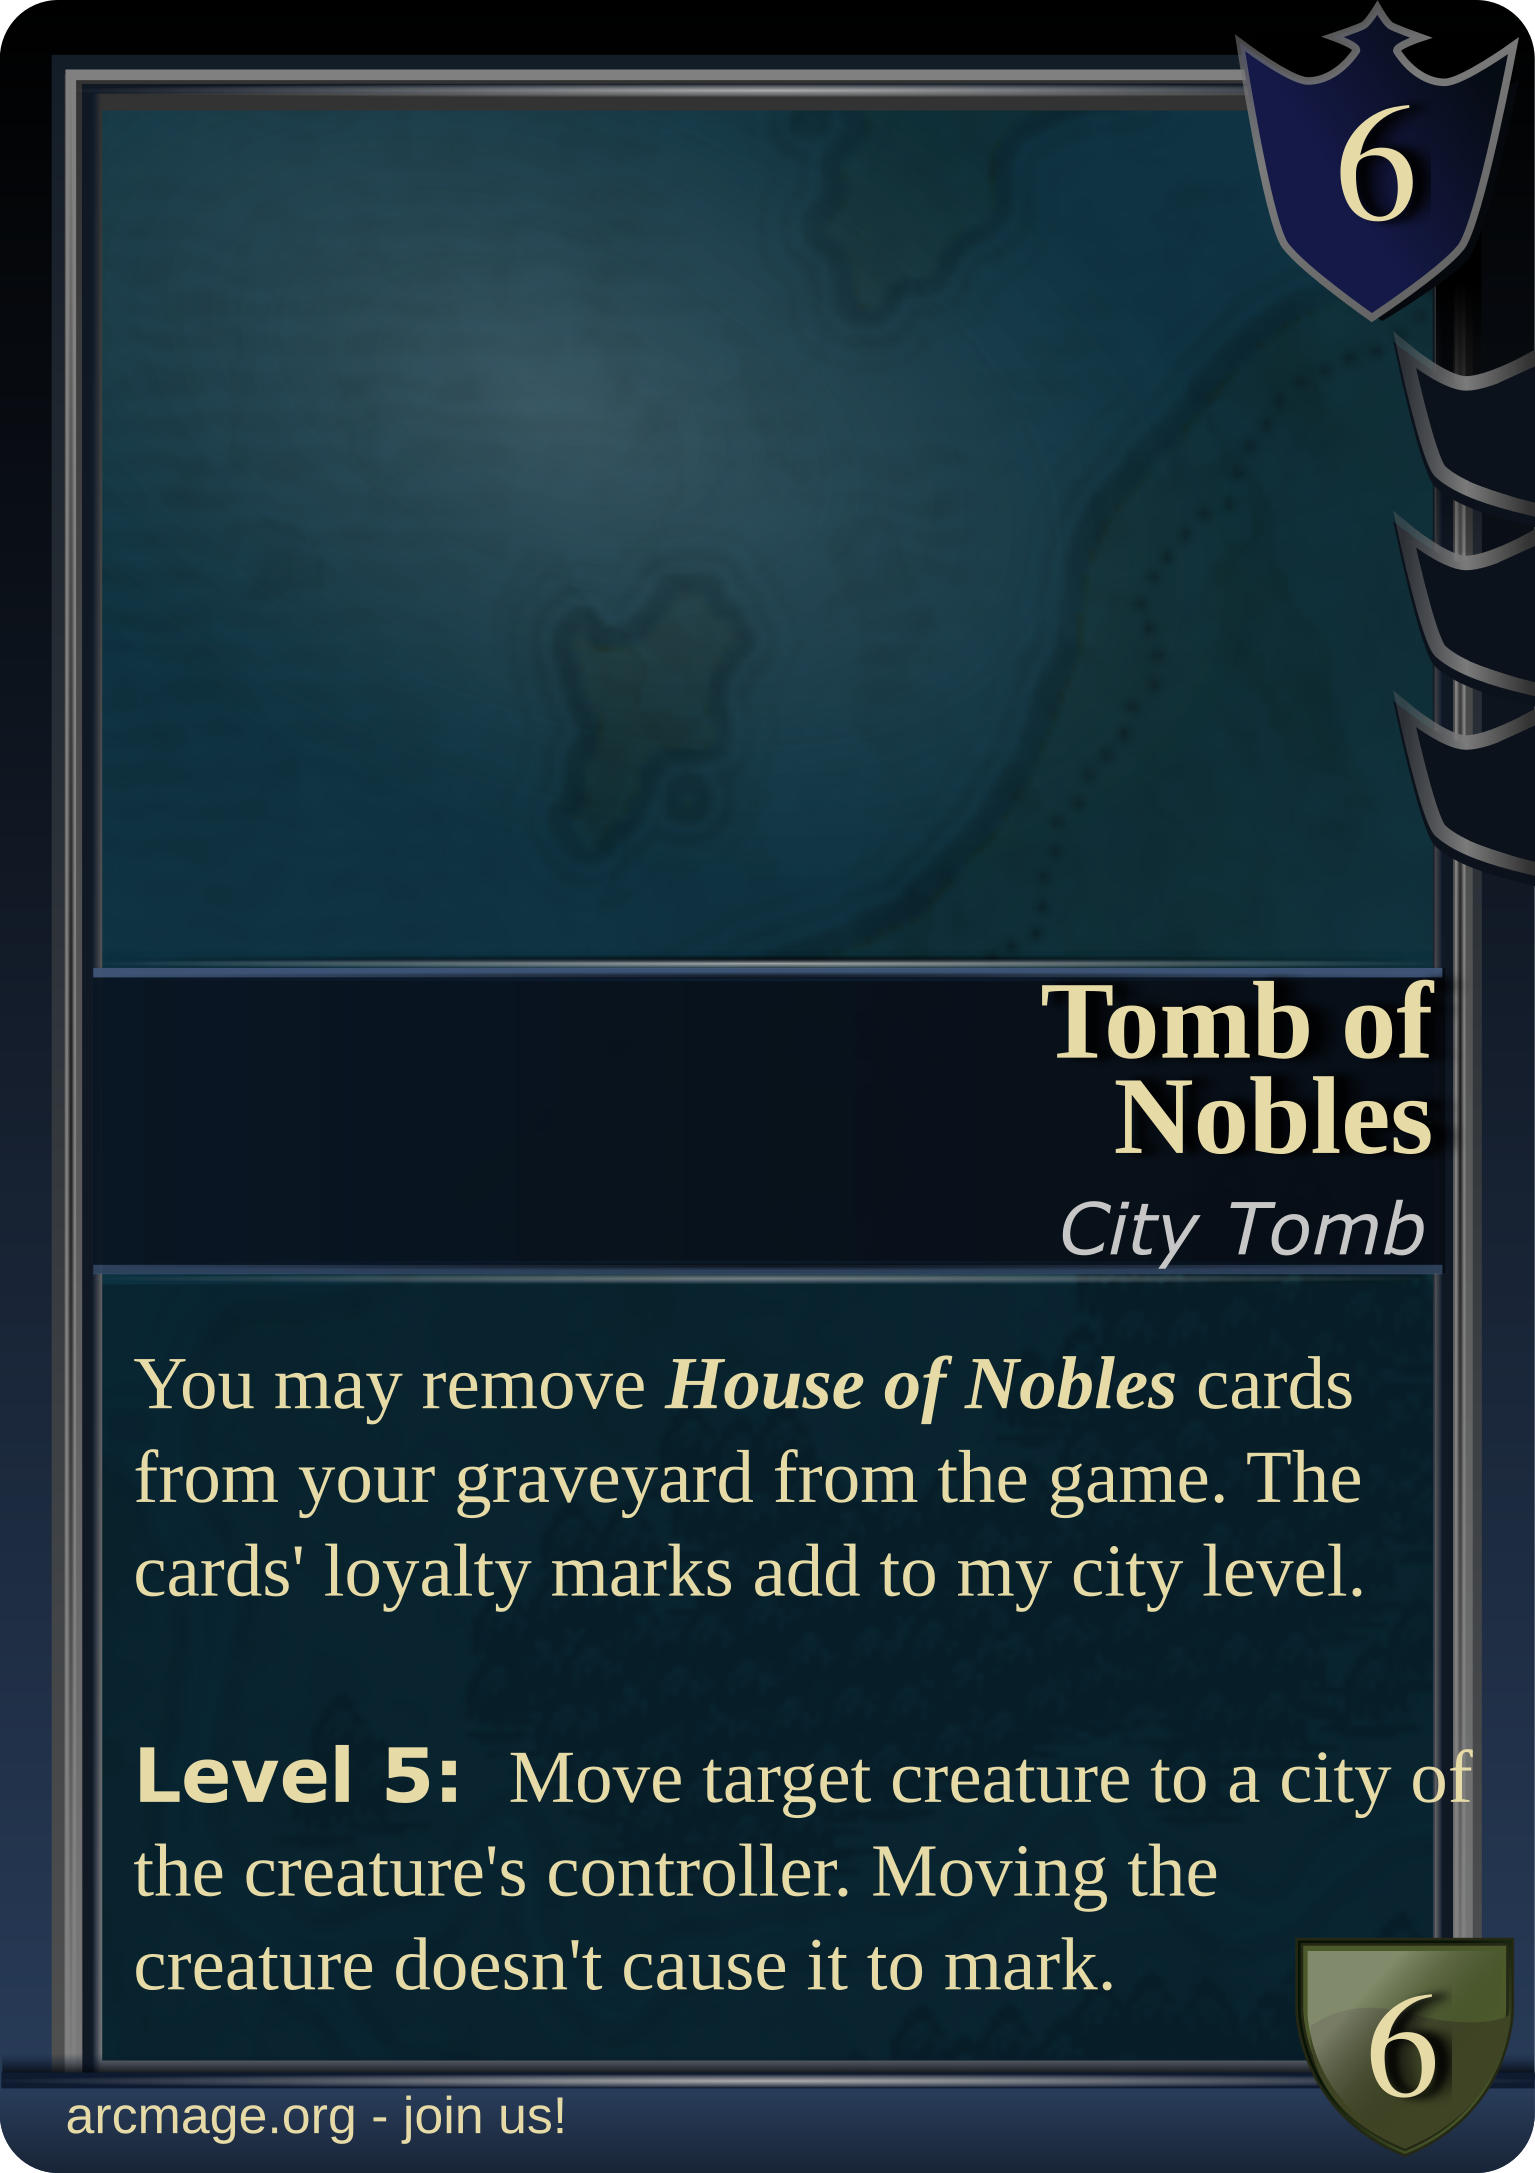 6
Tomb of
Nobles
City Tomb
You may remove House of Nobles cards
from your graveyard from the game. The
cards' loyalty marks add to my city level.
Level 5: Move target creature to a city of
the creature's controller. Moving the
creature doesn't cause it to mark.
6
arcmage.org - join us!